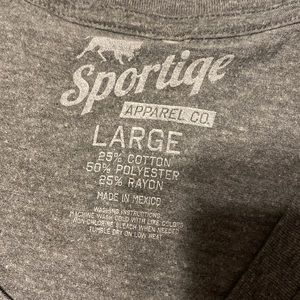 Sportiqe
APPAREL CO.
LARGE
25% COTTON
50% POLYESTER
25% RAYON
MADE IN MEXICO
WASHING INSTRUCTIONS
MACHINE WASH COLD WITH LIKE COLORS
NON-CHLORINE BLEACH WHEN NEEDED
TUMBLE DRY ON LOW HEAT